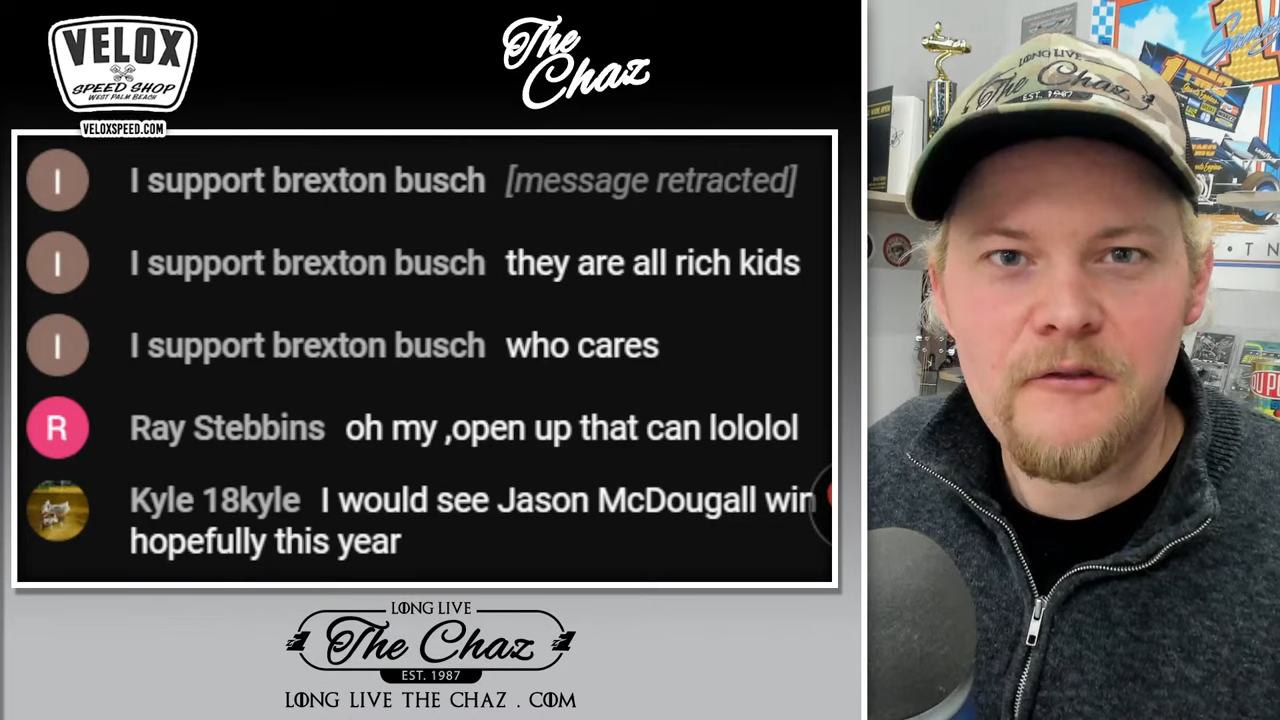 VELOX
SPEED SHOP
WEST PALM BEACH
VELOXSPEED.COM
The
Chaz
I
I support brexton busch [message retracted]
I
I support brexton busch they are all rich kids
I
I support brexton busch who cares
R
Ray Stebbins oh my ,open up that can lololol
Kyle 18kyle I would see Jason McDougall win
hopefully this year
LONG LIVE
The Chaz
EST. 1987
LONG LIVE THE CHAZ . COM
LONG LIVE
The Chaz
EST. 1987